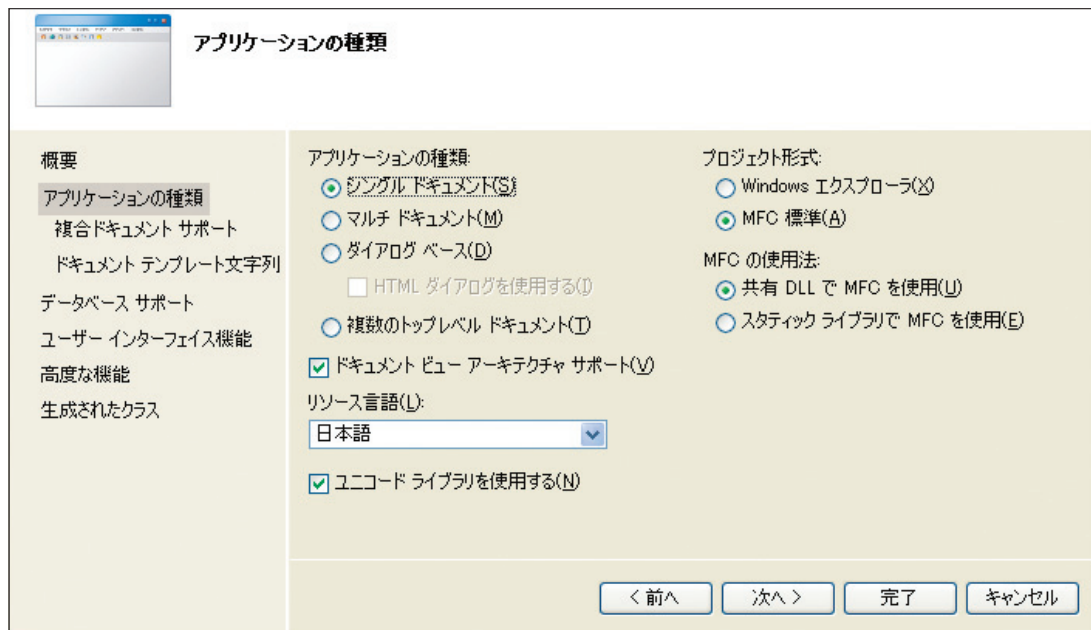 アプリケーションの種類
概要
アプリケーションの種類
複合ドキュメント サポート
ドキュメント テンプレート文字列
データベース サポート
ユーザー インターフェイス機能
高度な機能
生成されたクラス
アプリケーションの種類:
シングル ドキュメント(S)
マルチ ドキュメント(M)
ダイアログ ベース(D)
HTML ダイアログを使用する(I)
複数のトップレベル ドキュメント(T)
ドキュメント ビュー アーキテクチャ サポート(V)
リソース言語(L):
日本語
ユニコード ライブラリを使用する(N)
プロジェクト形式:
Windows エクスプローラ(X)
MFC 標準(A)
MFC の使用法:
共有 DLL で MFC を使用(U)
スタティック ライブラリで MFC を使用(E)
< 前へ
次へ >
完了
キャンセル